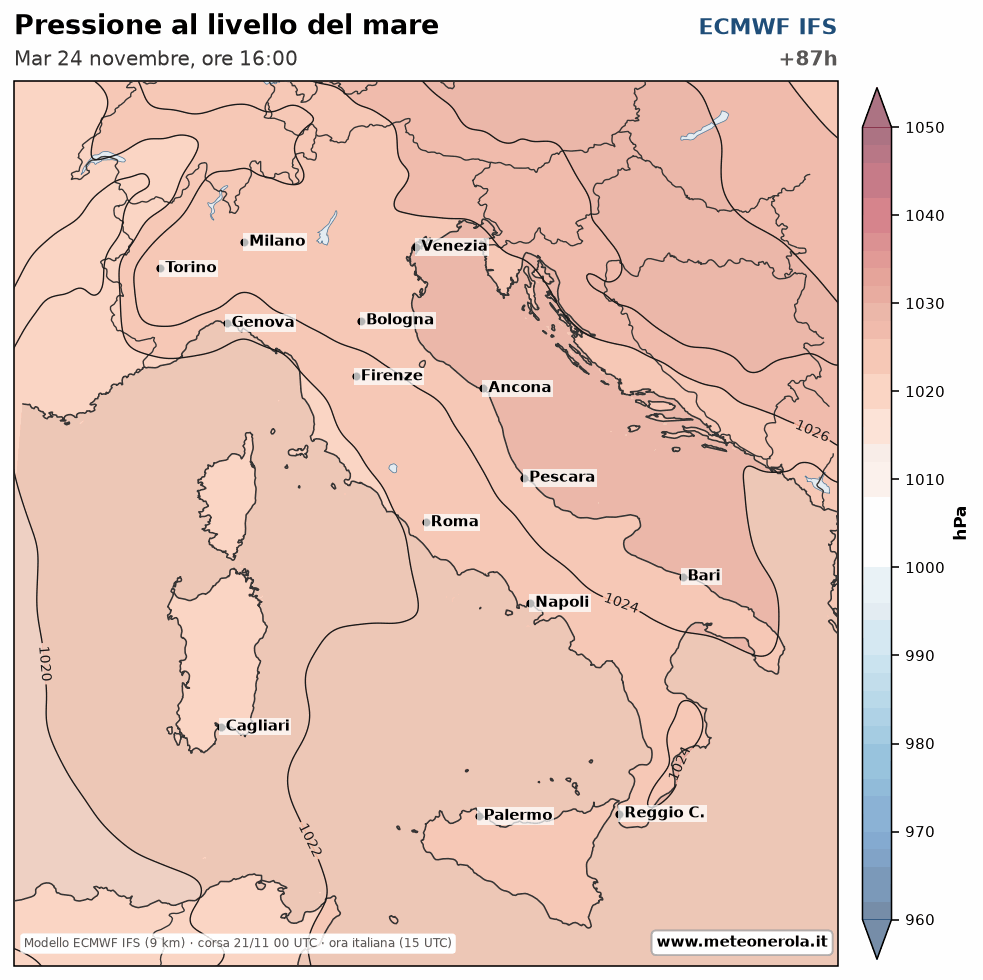 Pressione al livello del mare
ECMWF IFS
Mar 24 novembre, ore 16:00
+87h
Milano
Venezia
Torino
Genova
Bologna
Firenze
Ancona
1026
Pescara
Roma
Bari
Napoli
1024
1020
Cagliari
1024
Palermo
Reggio C.
1022
Modello ECMWF IFS (9 km) · corsa 21/11 00 UTC · ora italiana (15 UTC)
www.meteonerola.it
1050
1040
1030
1020
1010
1000
990
980
970
960
hPa